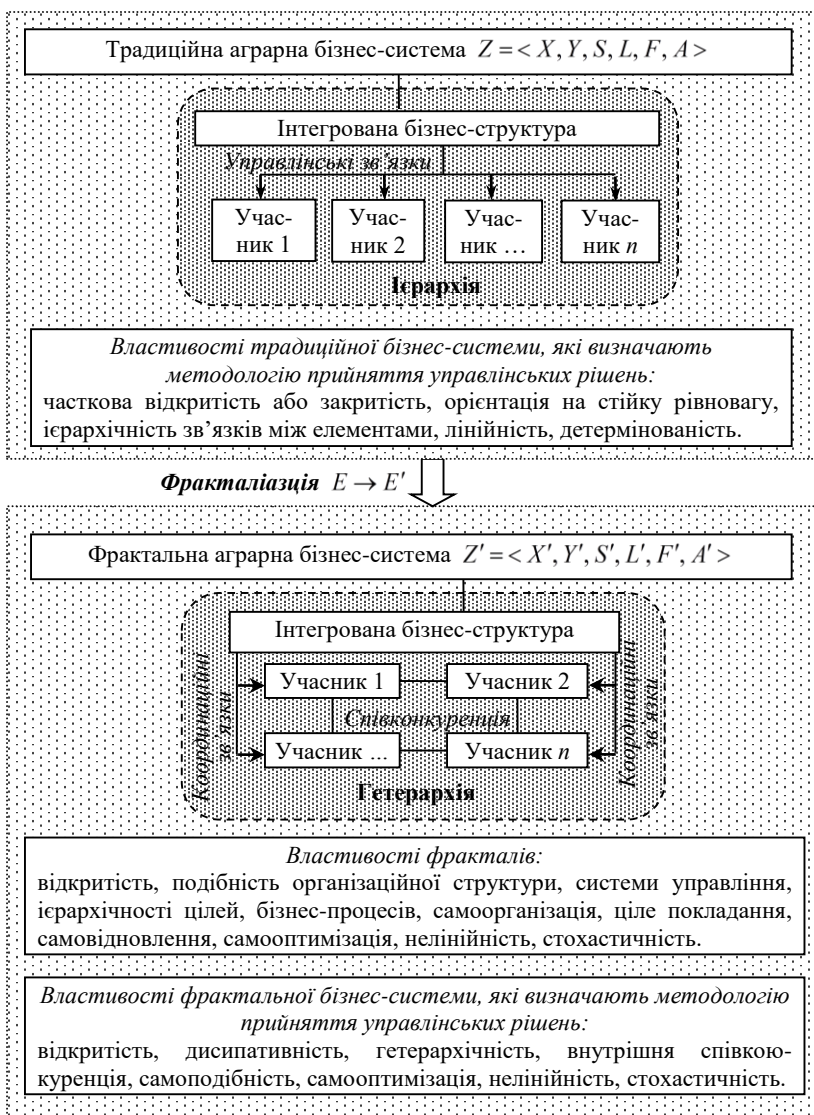 Традиційна аграрна бізнес-система Z =< X, Y, S, L, F, A >
Інтегрована бізнес-структура
Управлінські зв’язки
Учас-
ник 1
Учас-
ник 2
Учас-
ник …
Учас-
ник n
Ієрархія
Властивості традиційної бізнес-системи, які визначають
методологію прийняття управлінських рішень:
часткова відкритість або закритість, орієнтація на стійку рівновагу,
ієрархічність зв’язків між елементами, лінійність, детермінованість.
Фракталіазція E → E′
Фрактальна аграрна бізнес-система Z′ =< X′, Y′, S′, L′, F′, A′ >
Інтегрована бізнес-структура
Координаційні
зв’язки
Учасник 1
Учасник 2
Співконкуренція
Учасник ...
Учасник n
Координаційні
зв’язки
Гетерархія
Властивості фракталів:
відкритість, подібність організаційної структури, системи управління,
ієрархічності цілей, бізнес-процесів, самоорганізація, ціле покладання,
самовідновлення, самооптимізація, нелінійність, стохастичність.
Властивості фрактальної бізнес-системи, які визначають методологію
прийняття управлінських рішень:
відкритість, дисипативність, гетерархічність, внутрішня співкою-
куренція, самоподібність, самооптимізація, нелінійність, стохастичність.